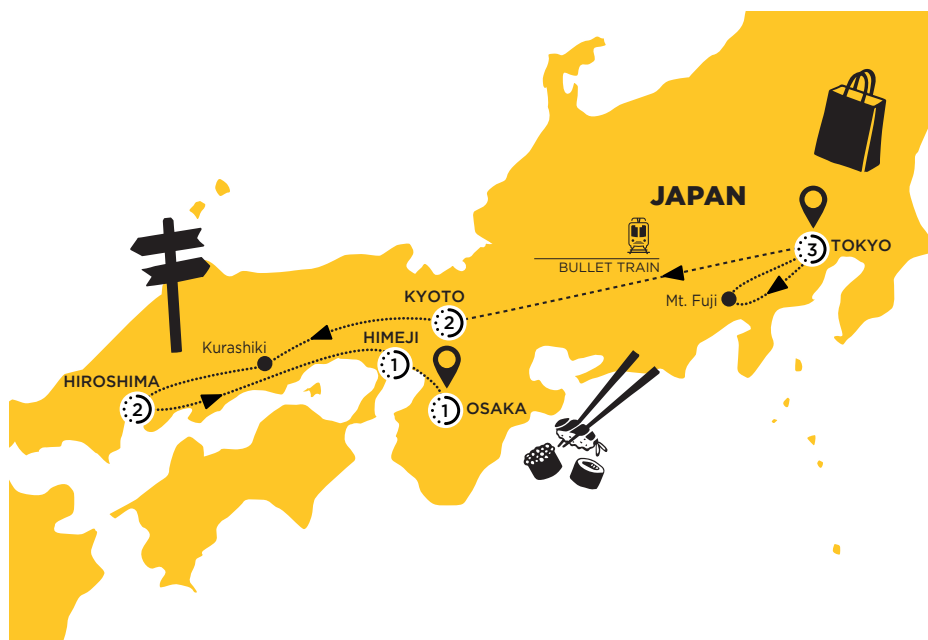 JAPAN
3
TOKYO
BULLET TRAIN
Mt. Fuji
KYOTO
2
HIMEJI
1
Kurashiki
HIROSHIMA
2
1
OSAKA